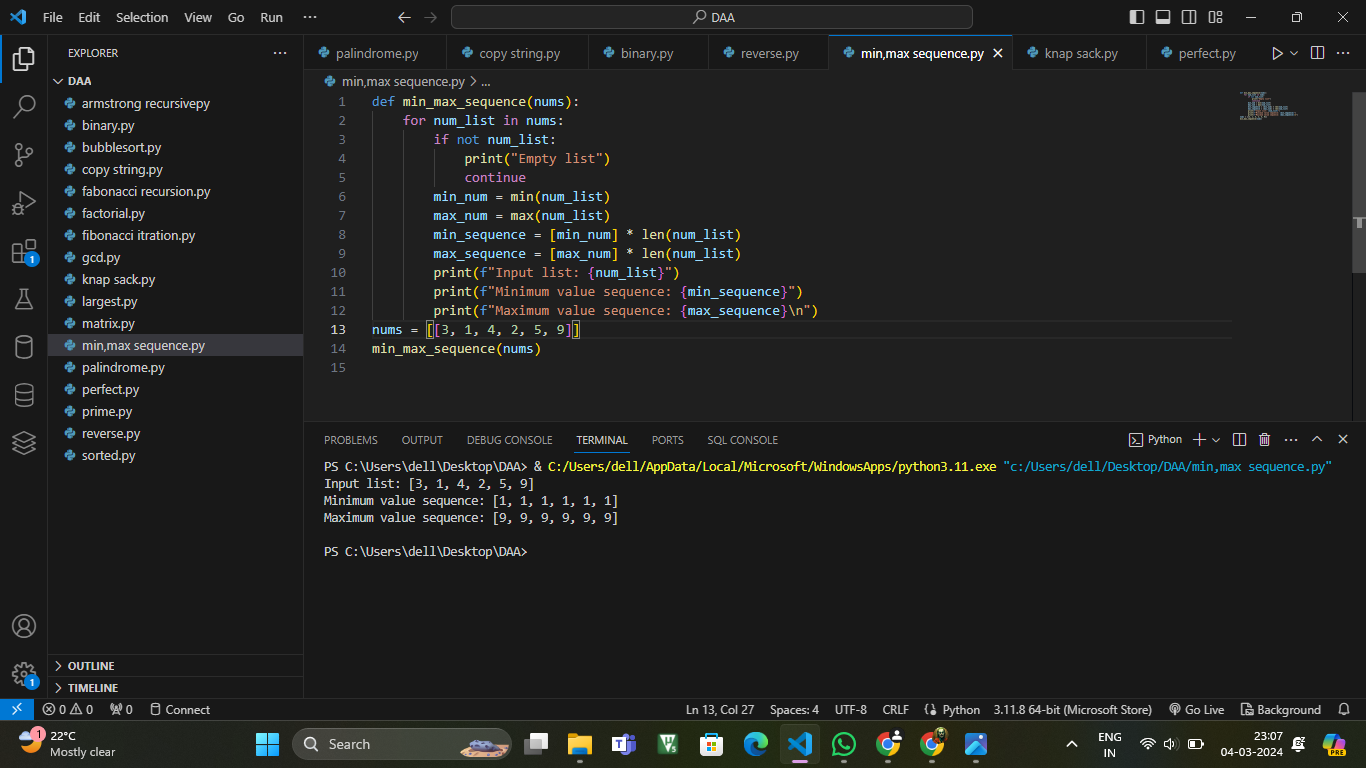 File Edit Selection View Go Run ··· DAA
EXPLORER ···
DAA
armstrong recursivepy
binary.py
bubblesort.py
copy string.py
fabonacci recursion.py
factorial.py
fibonacci itration.py
gcd.py
knap sack.py
largest.py
matrix.py
min,max sequence.py
palindrome.py
perfect.py
prime.py
reverse.py
sorted.py
OUTLINE
TIMELINE
1
1
palindrome.py copy string.py binary.py reverse.py min,max sequence.py knap sack.py perfect.py
min,max sequence.py > ...
1 def min_max_sequence(nums):
2 for num_list in nums:
3 if not num_list:
4 print("Empty list")
5 continue
6 min_num = min(num_list)
7 max_num = max(num_list)
8 min_sequence = [min_num] * len(num_list)
9 max_sequence = [max_num] * len(num_list)
10 print(f"Input list: {num_list}")
11 print(f"Minimum value sequence: {min_sequence}")
12 print(f"Maximum value sequence: {max_sequence}\n")
13 nums = [[3, 1, 4, 2, 5, 9]]
14 min_max_sequence(nums)
15
PROBLEMS OUTPUT DEBUG CONSOLE TERMINAL PORTS SQL CONSOLE Python
PS C:\Users\dell\Desktop\DAA> & C:/Users/dell/AppData/Local/Microsoft/WindowsApps/python3.11.exe "c:/Users/dell/Desktop/DAA/min,max sequence.py"
Input list: [3, 1, 4, 2, 5, 9]
Minimum value sequence: [1, 1, 1, 1, 1, 1]
Maximum value sequence: [9, 9, 9, 9, 9, 9]
PS C:\Users\dell\Desktop\DAA>
0 0 0 Connect Ln 13, Col 27 Spaces: 4 UTF-8 CRLF Python 3.11.8 64-bit (Microsoft Store) Go Live Background
1 22°C
Mostly clear
Search
ENG
IN
23:07
04-03-2024
PRE